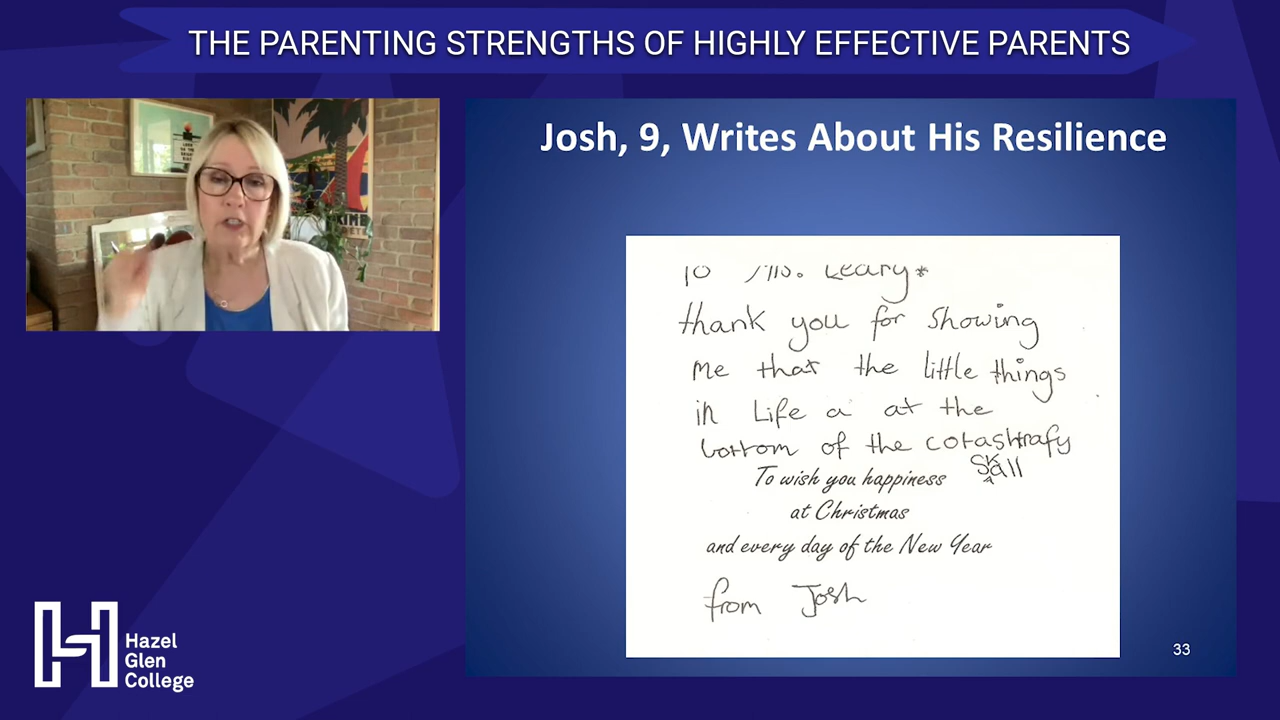 THE PARENTING STRENGTHS OF HIGHLY EFFECTIVE PARENTS
Josh, 9, Writes About His Resilience
Leary*
thank you for showing
me that the little things
in Life a at the
bottom of the cotashtrafy
Skall
To wish you happiness
at Christmas
and every day of the New Year
from Josh
33
Hazel
Glen
College